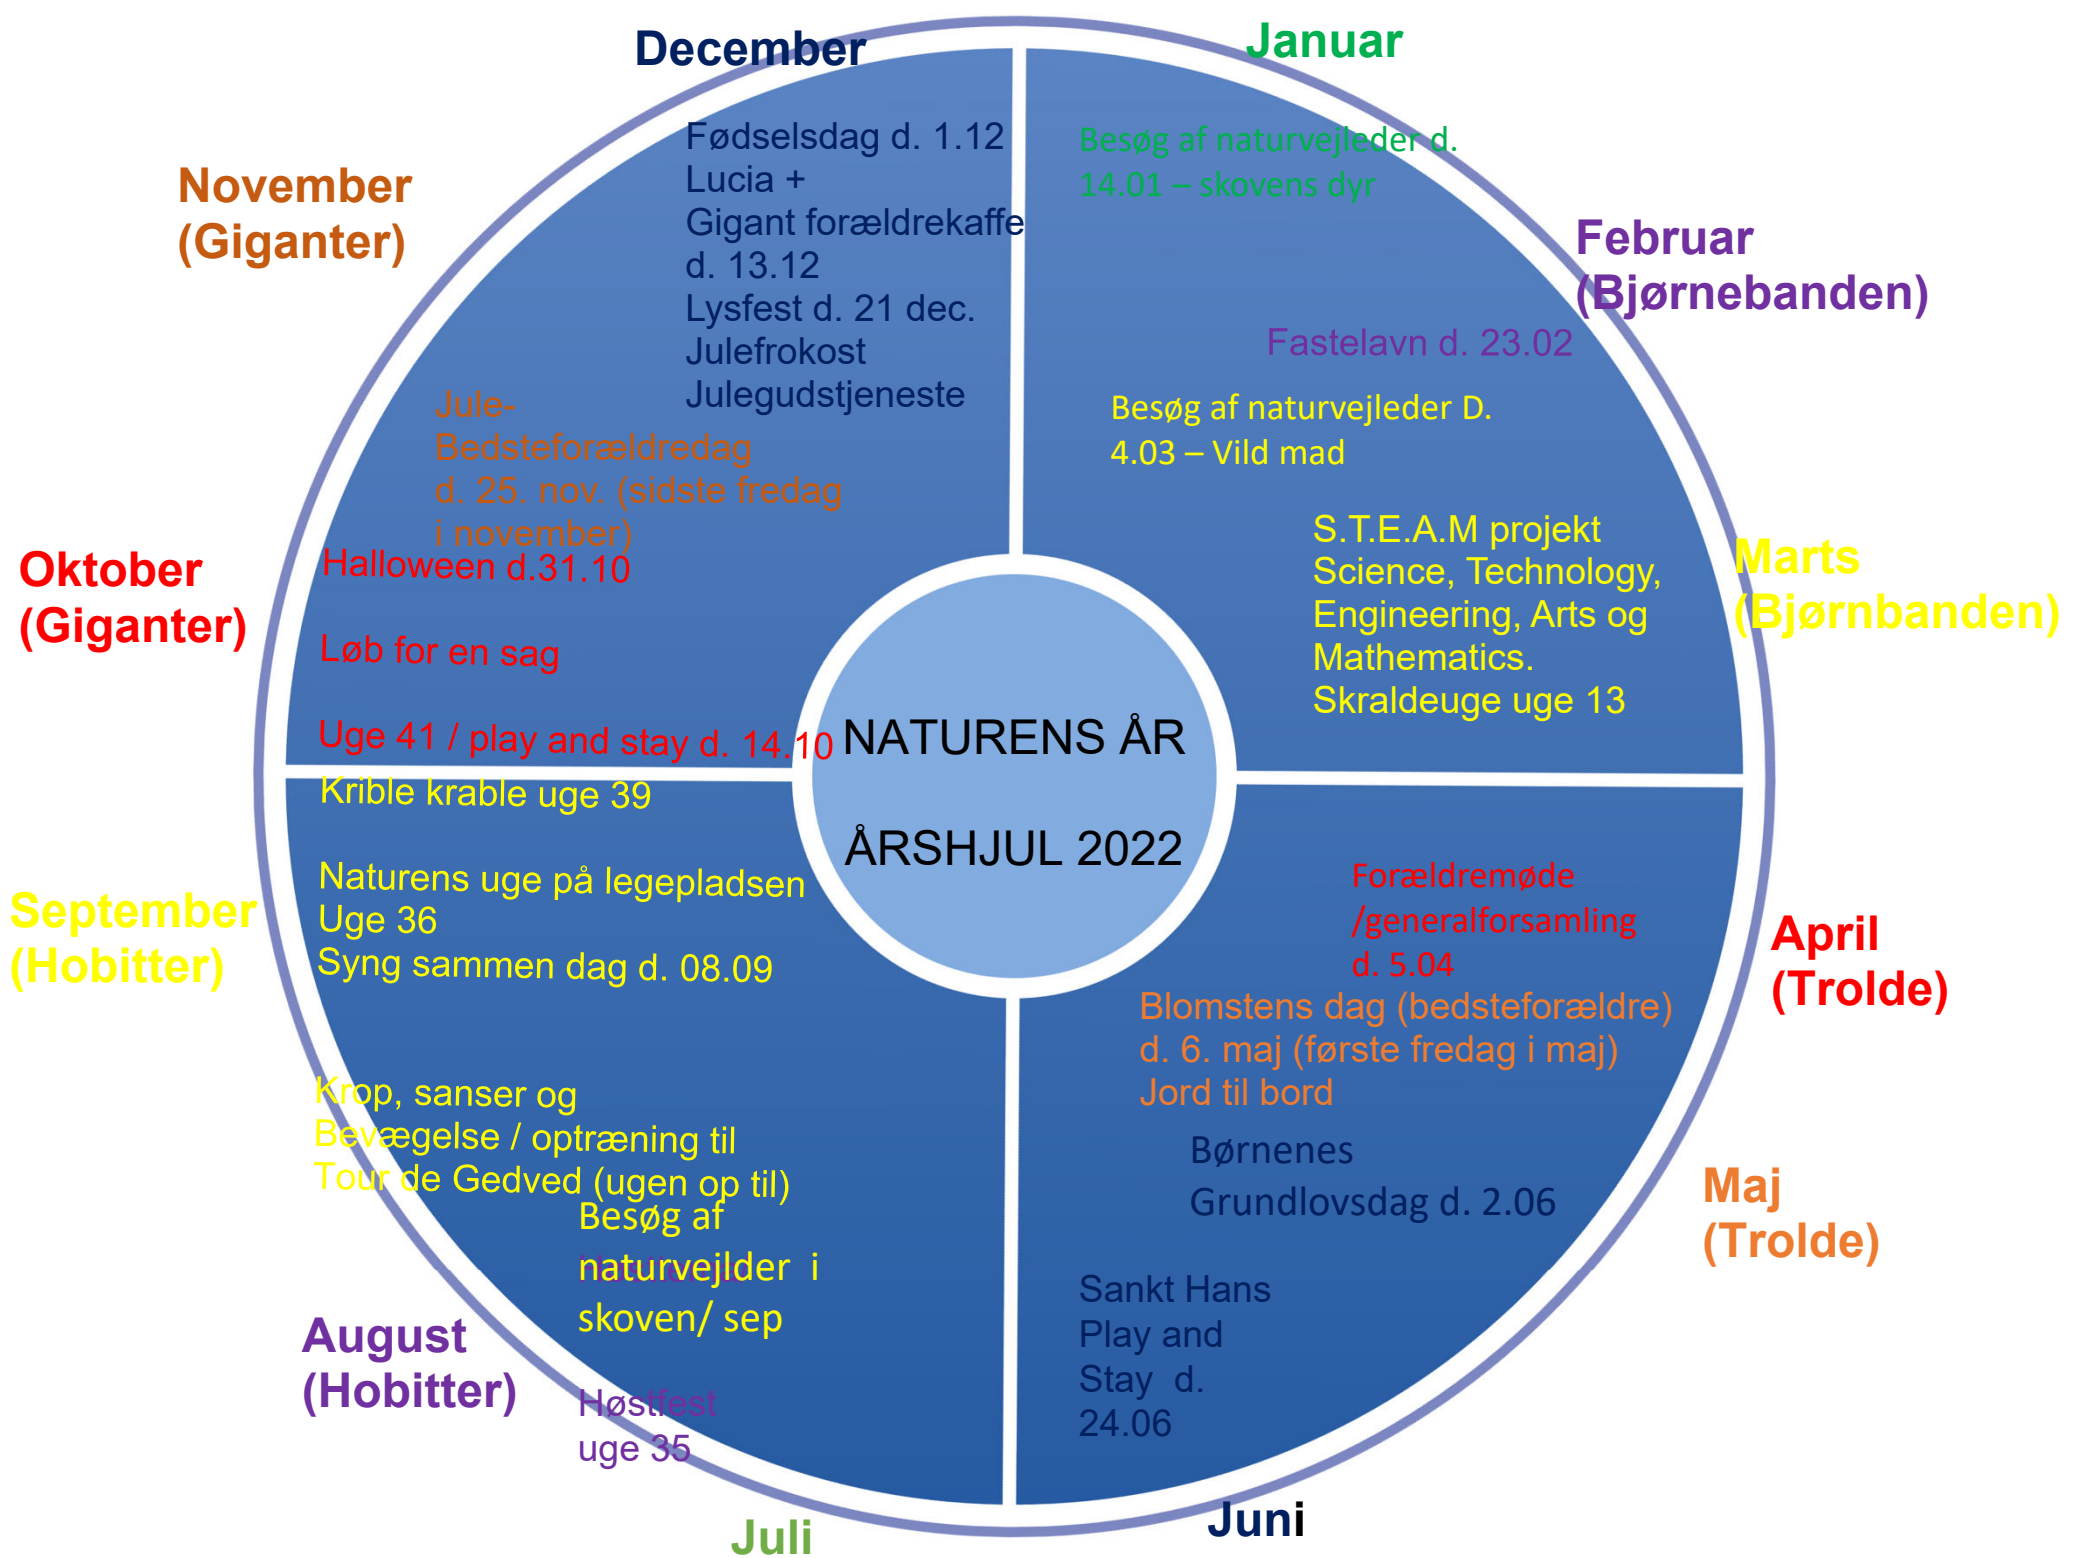 December
Januar
Fødselsdag d. 1.12
Lucia +
Gigant forældrekaffe
d. 13.12
Lysfest d. 21 dec.
Julefrokost
Julegudstjeneste
Besøg af naturvejleder d.
14.01 – skovens dyr
November
(Giganter)
Februar
(Bjørnebanden)
Fastelavn d. 23.02
Jule-
Bedsteforældredag
d. 25. nov. (sidste fredag
i november)
Besøg af naturvejleder D.
4.03 – Vild mad
Oktober
(Giganter)
Halloween d.31.10
Løb for en sag
Uge 41 / play and stay d. 14.10
S.T.E.A.M projekt
Science, Technology,
Engineering, Arts og
Mathematics.
Skraldeuge uge 13
Marts
(Bjørnbanden)
NATURENS ÅR
ÅRSHJUL 2022
Krible krable uge 39
Naturens uge på legepladsen
Uge 36
Syng sammen dag d. 08.09
September
(Hobitter)
Forældremøde
/generalforsamling
d. 5.04
April
(Trolde)
Blomstens dag (bedsteforældre)
d. 6. maj (første fredag i maj)
Jord til bord
Krop, sanser og
Bevægelse / optræning til
Tour de Gedved (ugen op til)
Børnenes
Grundlovsdag d. 2.06
Maj
(Trolde)
Besøg af
naturvejlder i
skoven/ sep
Sankt Hans
Play and
Stay d.
24.06
August
(Hobitter)
Høstfest
uge 35
Juli
Juni